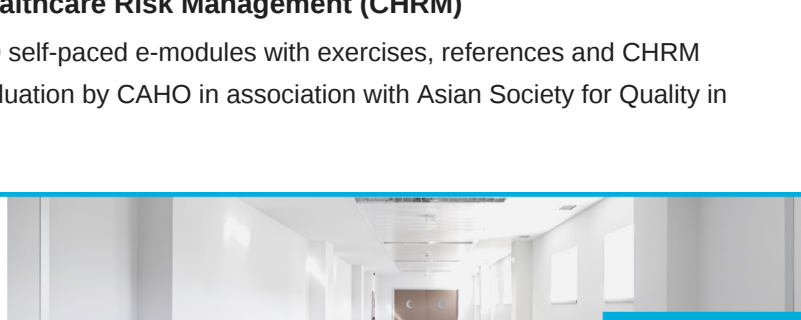 althcare Risk Management (CHRM)
self-paced e-modules with exercises, references and CHRM
luation by CAHO in association with Asian Society for Quality in